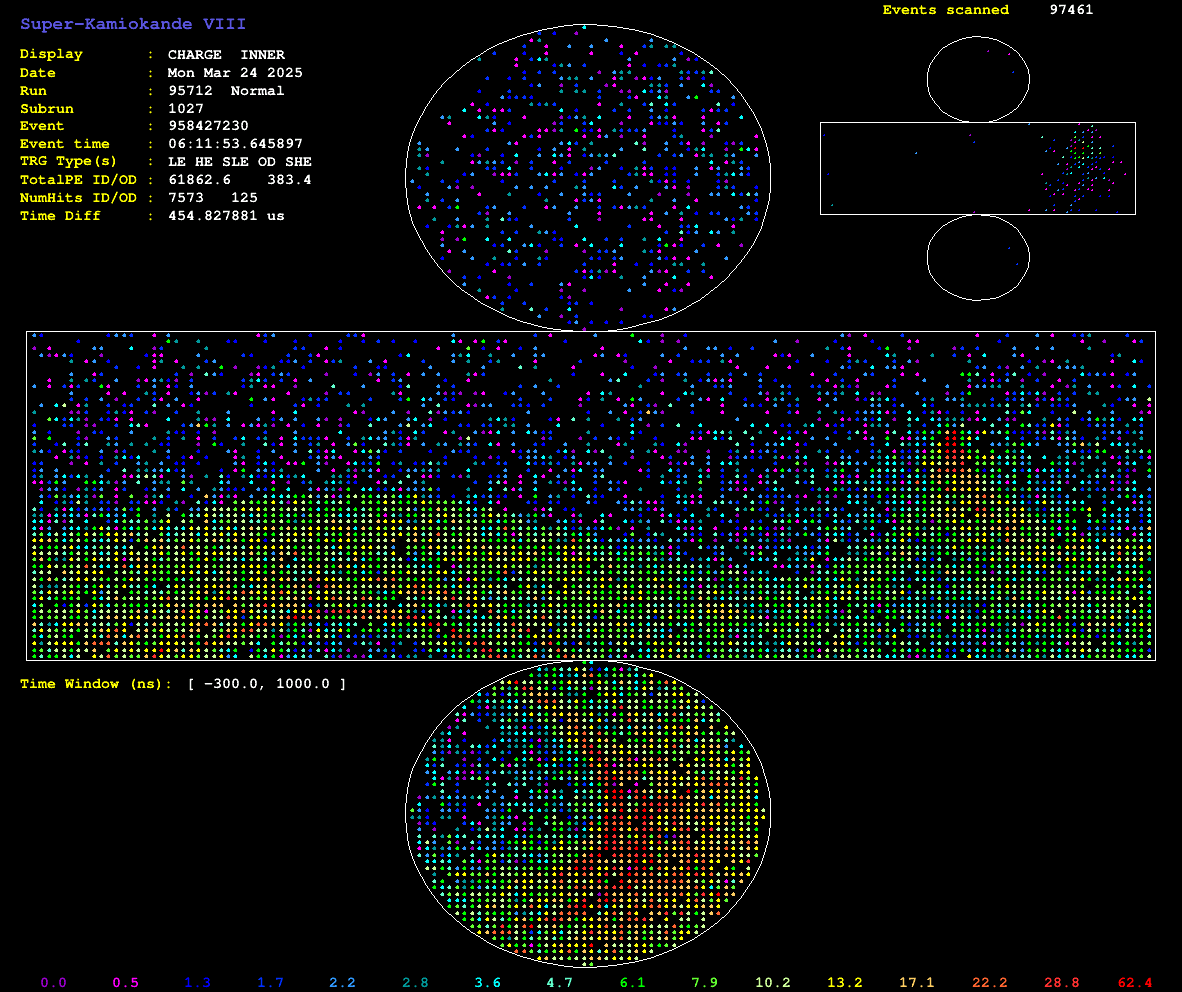 Super-Kamiokande VIII
Events scanned 97461
Display : CHARGE INNER
Date : Mon Mar 24 2025
Run : 95712 Normal
Subrun : 1027
Event : 958427230
Event time : 06:11:53.645897
TRG Type(s) : LE HE SLE OD SHE
TotalPE ID/OD : 61862.6 383.4
NumHits ID/OD : 7573 125
Time Diff : 454.827881 us
Time Window (ns): [ -300.0, 1000.0 ]
0.0 0.5 1.3 1.7 2.2 2.8 3.6 4.7 6.1 7.9 10.2 13.2 17.1 22.2 28.8 62.4